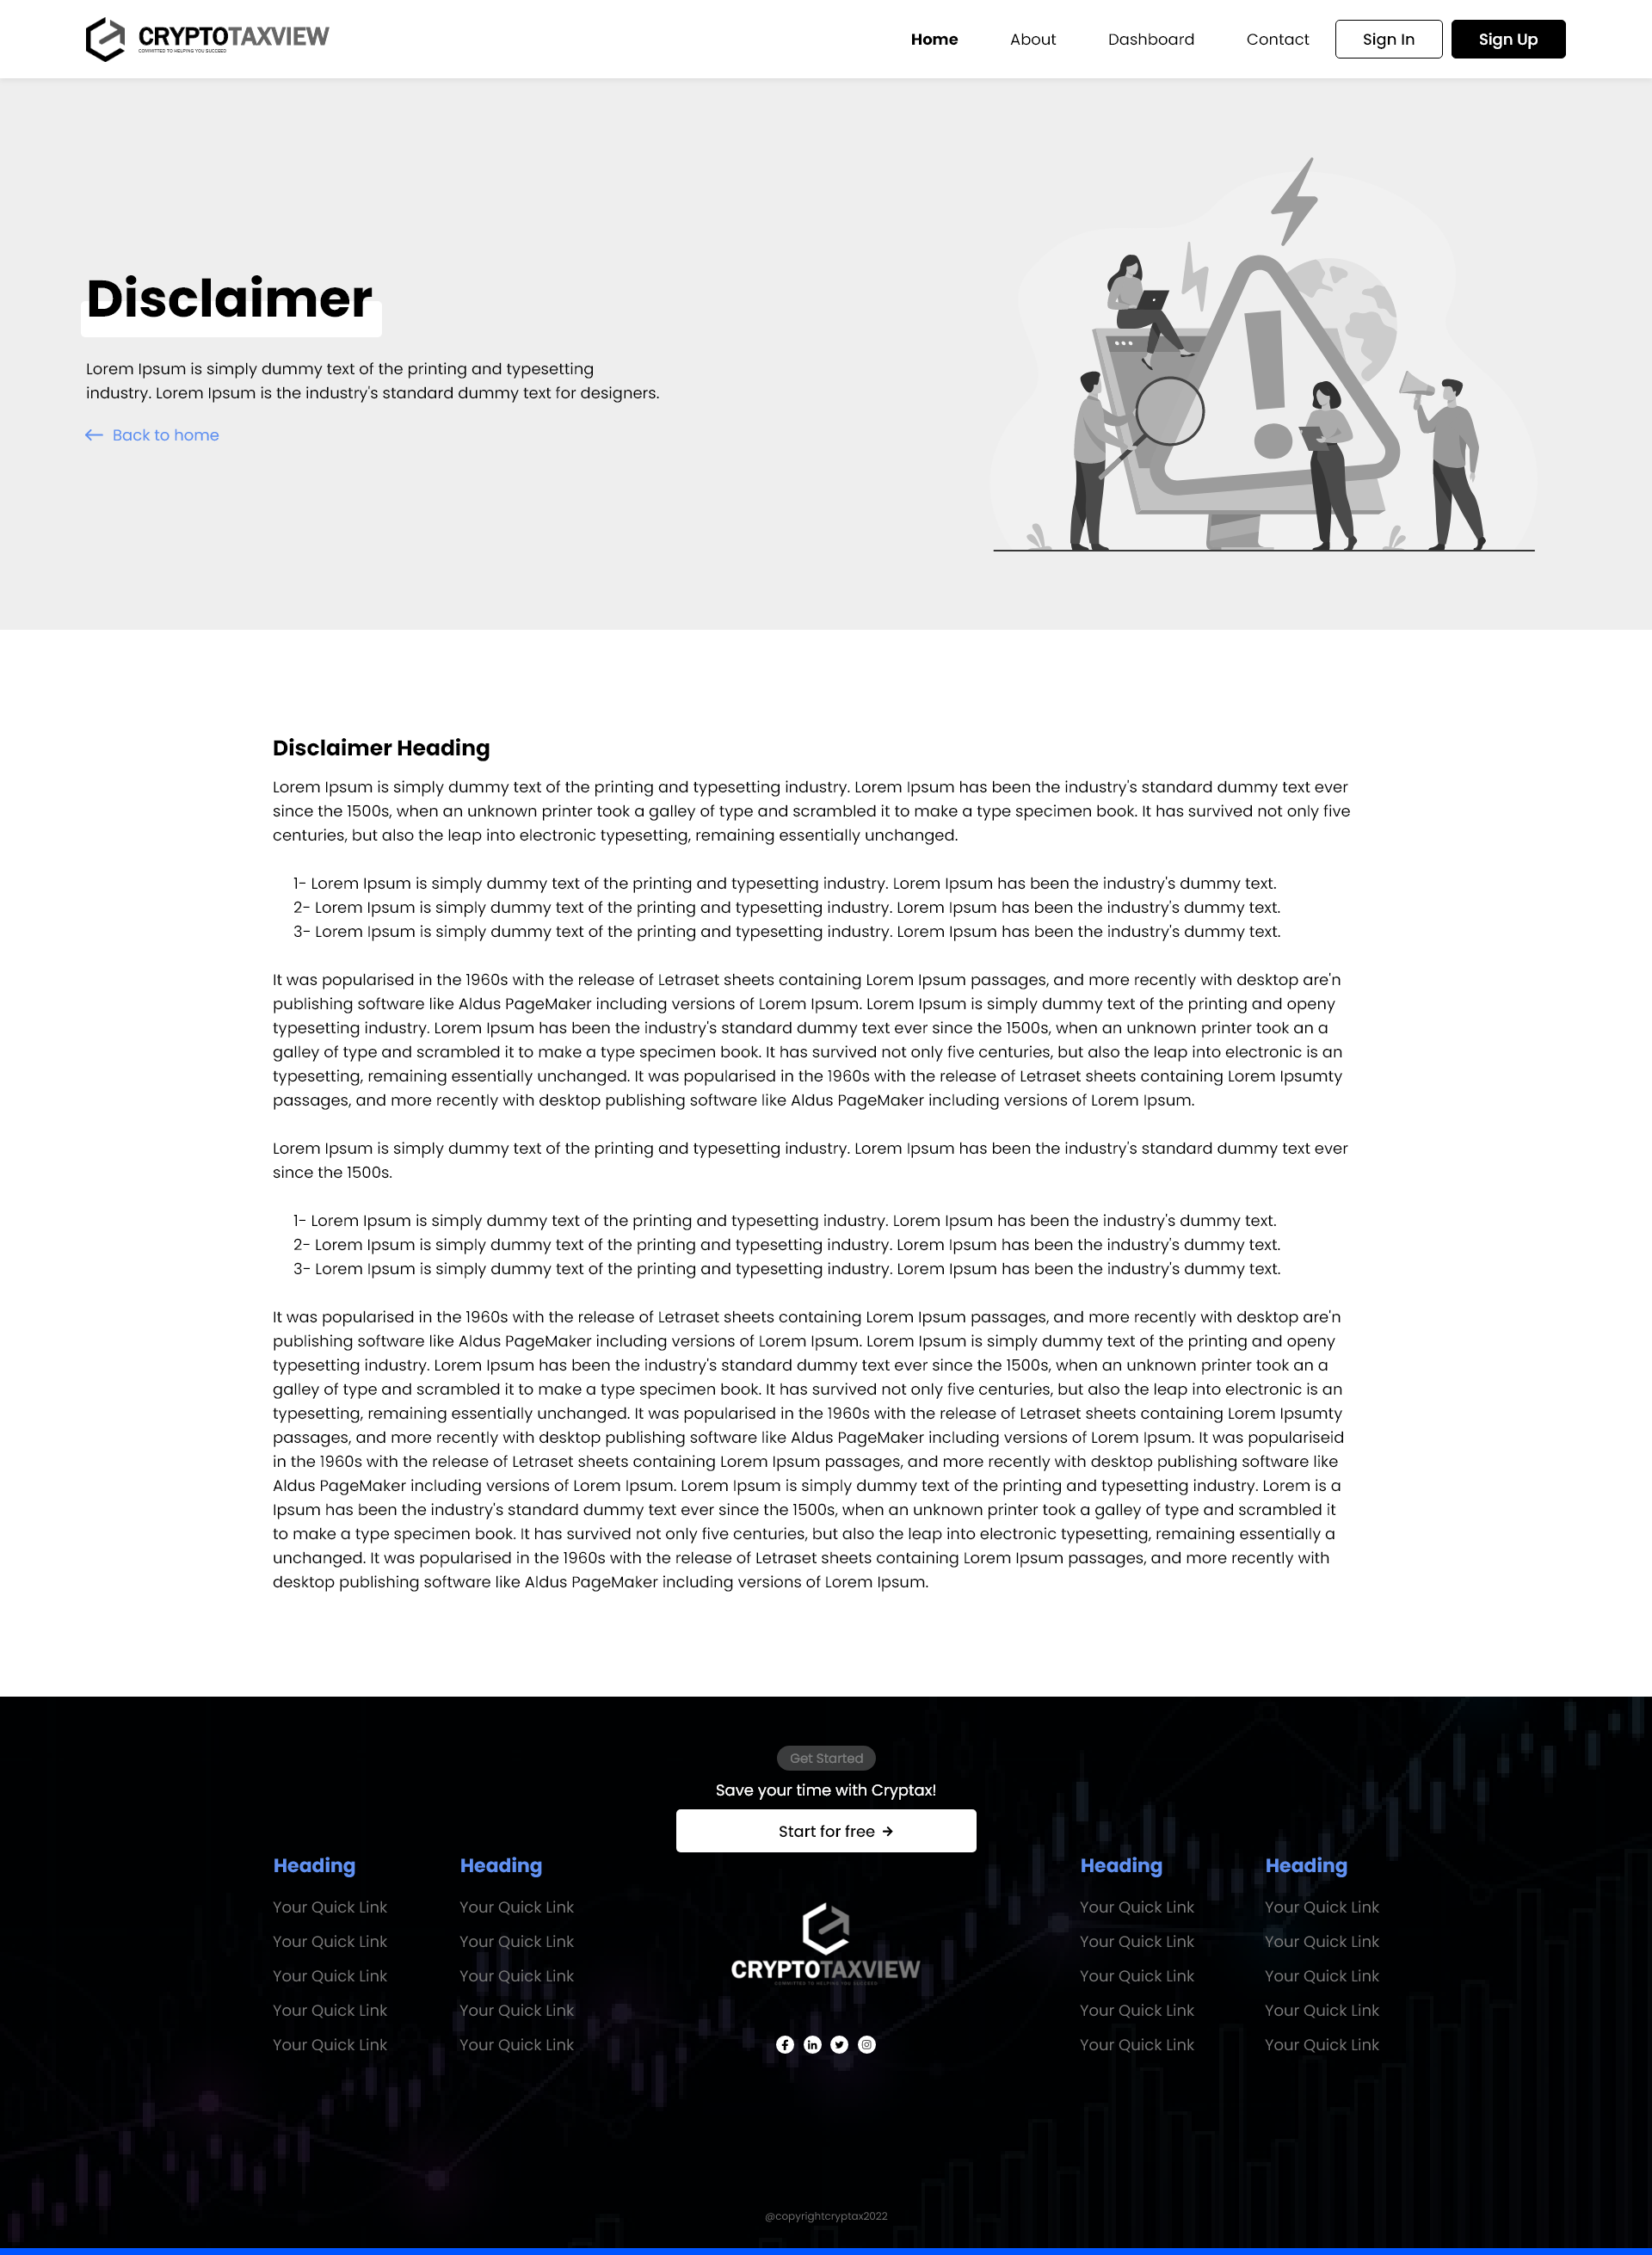 CRYPTOTAXVIEW
COMMITTED TO HELPING YOU SUCCEED
Home About Dashboard Contact Sign In Sign Up
Disclaimer
Lorem Ipsum is simply dummy text of the printing and typesetting
industry. Lorem Ipsum is the industry's standard dummy text for designers.
Back to home
Disclaimer Heading
Lorem Ipsum is simply dummy text of the printing and typesetting industry. Lorem Ipsum has been the industry's standard dummy text ever
since the 1500s, when an unknown printer took a galley of type and scrambled it to make a type specimen book. It has survived not only five
centuries, but also the leap into electronic typesetting, remaining essentially unchanged.
1- Lorem Ipsum is simply dummy text of the printing and typesetting industry. Lorem Ipsum has been the industry's dummy text.
2- Lorem Ipsum is simply dummy text of the printing and typesetting industry. Lorem Ipsum has been the industry's dummy text.
3- Lorem Ipsum is simply dummy text of the printing and typesetting industry. Lorem Ipsum has been the industry's dummy text.
It was popularised in the 1960s with the release of Letraset sheets containing Lorem Ipsum passages, and more recently with desktop are'n
publishing software like Aldus PageMaker including versions of Lorem Ipsum. Lorem Ipsum is simply dummy text of the printing and openy
typesetting industry. Lorem Ipsum has been the industry's standard dummy text ever since the 1500s, when an unknown printer took an a
galley of type and scrambled it to make a type specimen book. It has survived not only five centuries, but also the leap into electronic is an
typesetting, remaining essentially unchanged. It was popularised in the 1960s with the release of Letraset sheets containing Lorem Ipsumty
passages, and more recently with desktop publishing software like Aldus PageMaker including versions of Lorem Ipsum.
Lorem Ipsum is simply dummy text of the printing and typesetting industry. Lorem Ipsum has been the industry's standard dummy text ever
since the 1500s.
1- Lorem Ipsum is simply dummy text of the printing and typesetting industry. Lorem Ipsum has been the industry's dummy text.
2- Lorem Ipsum is simply dummy text of the printing and typesetting industry. Lorem Ipsum has been the industry's dummy text.
3- Lorem Ipsum is simply dummy text of the printing and typesetting industry. Lorem Ipsum has been the industry's dummy text.
It was popularised in the 1960s with the release of Letraset sheets containing Lorem Ipsum passages, and more recently with desktop are'n
publishing software like Aldus PageMaker including versions of Lorem Ipsum. Lorem Ipsum is simply dummy text of the printing and openy
typesetting industry. Lorem Ipsum has been the industry's standard dummy text ever since the 1500s, when an unknown printer took an a
galley of type and scrambled it to make a type specimen book. It has survived not only five centuries, but also the leap into electronic is an
typesetting, remaining essentially unchanged. It was popularised in the 1960s with the release of Letraset sheets containing Lorem Ipsumty
passages, and more recently with desktop publishing software like Aldus PageMaker including versions of Lorem Ipsum. It was populariseid
in the 1960s with the release of Letraset sheets containing Lorem Ipsum passages, and more recently with desktop publishing software like
Aldus PageMaker including versions of Lorem Ipsum. Lorem Ipsum is simply dummy text of the printing and typesetting industry. Lorem is a
Ipsum has been the industry's standard dummy text ever since the 1500s, when an unknown printer took a galley of type and scrambled it
to make a type specimen book. It has survived not only five centuries, but also the leap into electronic typesetting, remaining essentially a
unchanged. It was popularised in the 1960s with the release of Letraset sheets containing Lorem Ipsum passages, and more recently with
desktop publishing software like Aldus PageMaker including versions of Lorem Ipsum.
Get Started
Save your time with Cryptax!
Start for free
Heading
Your Quick Link
Your Quick Link
Your Quick Link
Your Quick Link
Your Quick Link
Heading
Your Quick Link
Your Quick Link
Your Quick Link
Your Quick Link
Your Quick Link
CRYPTOTAXVIEW
COMMITTED TO HELPING YOU SUCCEED
Heading
Your Quick Link
Your Quick Link
Your Quick Link
Your Quick Link
Your Quick Link
Heading
Your Quick Link
Your Quick Link
Your Quick Link
Your Quick Link
Your Quick Link
@copyrightcryptax2022